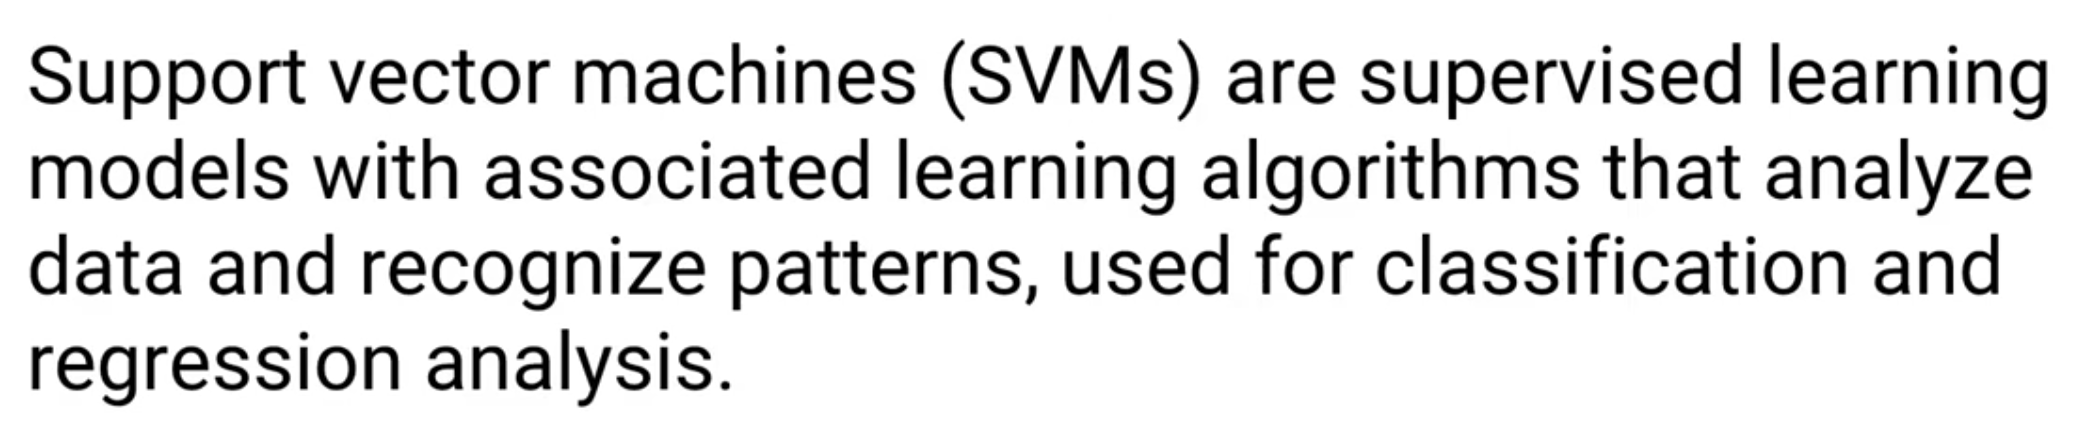 Support vector machines (SVMs) are supervised learning
models with associated learning algorithms that analyze
data and recognize patterns, used for classification and
regression analysis.